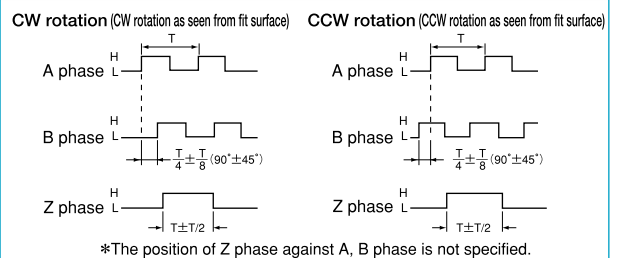 CW rotation (CW rotation as seen from fit surface)
T
A phase H L
B phase H L
T/4 ± T/8 (90°±45°)
Z phase H L
T±T/2
CCW rotation (CCW rotation as seen from fit surface)
T
A phase H L
B phase H L
T/4 ± T/8 (90°±45°)
Z phase H L
T±T/2
*The position of Z phase against A, B phase is not specified.